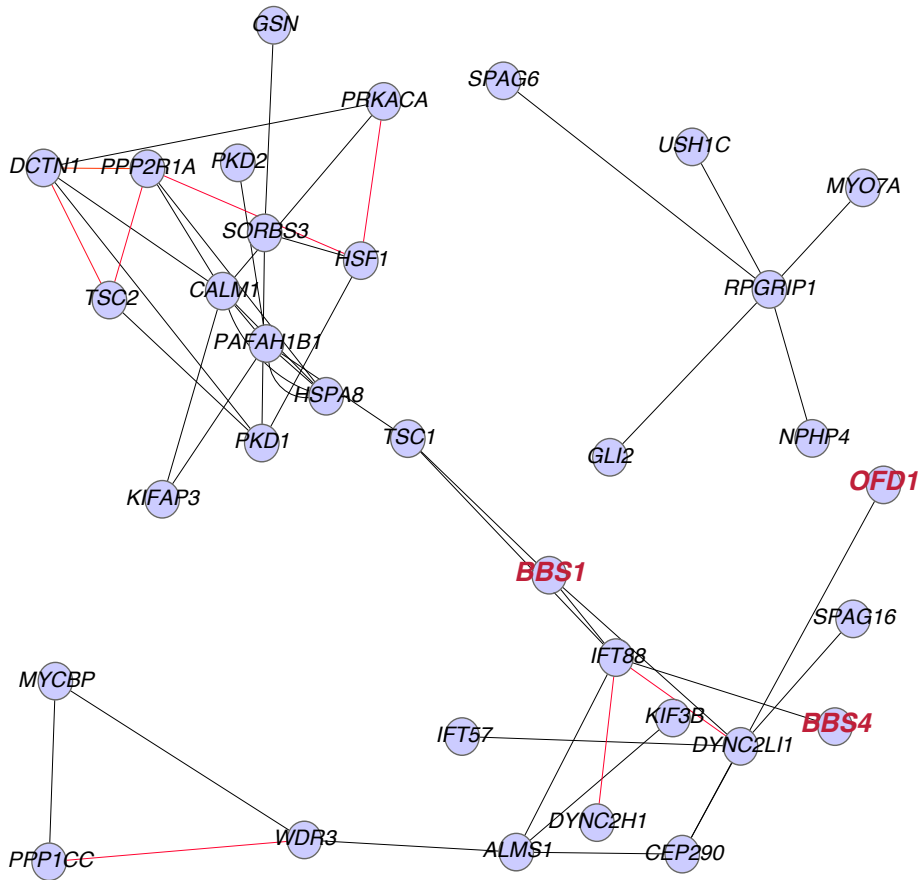 GSN
SPAG6
PRKACA
USH1C
DCTN1
PPP2R1A
PKD2
MYO7A
SORBS3
HSF1
TSC2
CALM1
RPGRIP1
PAFAH1B1
HSPA8
PKD1
TSC1
NPHP4
GLI2
OFD1
KIFAP3
BBS1
SPAG16
IFT88
MYCBP
KIF3B
BBS4
IFT57
DYNC2LI1
DYNC2H1
WDR3
PPP1CC
ALMS1
CEP290